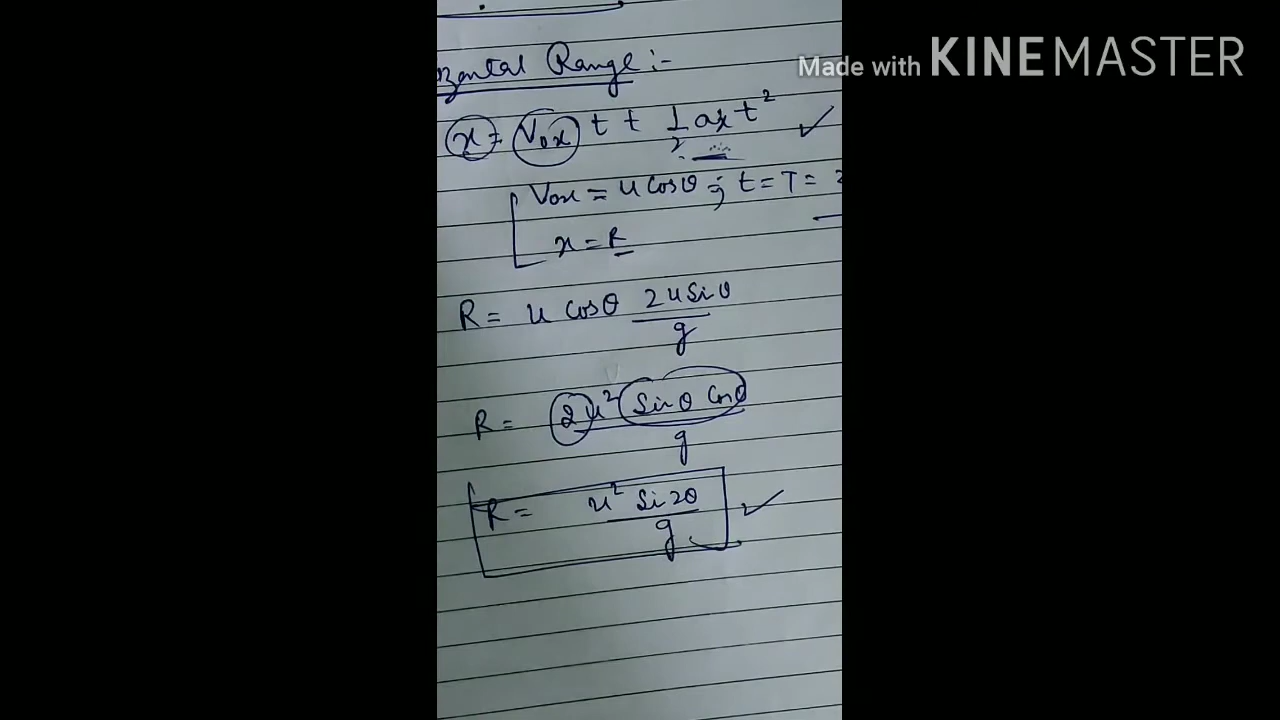 Made with KINEMASTER
zontal Range :-
x = Vox t + 1/2 ax t²
Vox = u Cosθ ; t = T = 2
x = R
R = u Cosθ 2u Sinθ / g
R = 2u² Sinθ Cosθ / g
R = u² Sin2θ / g